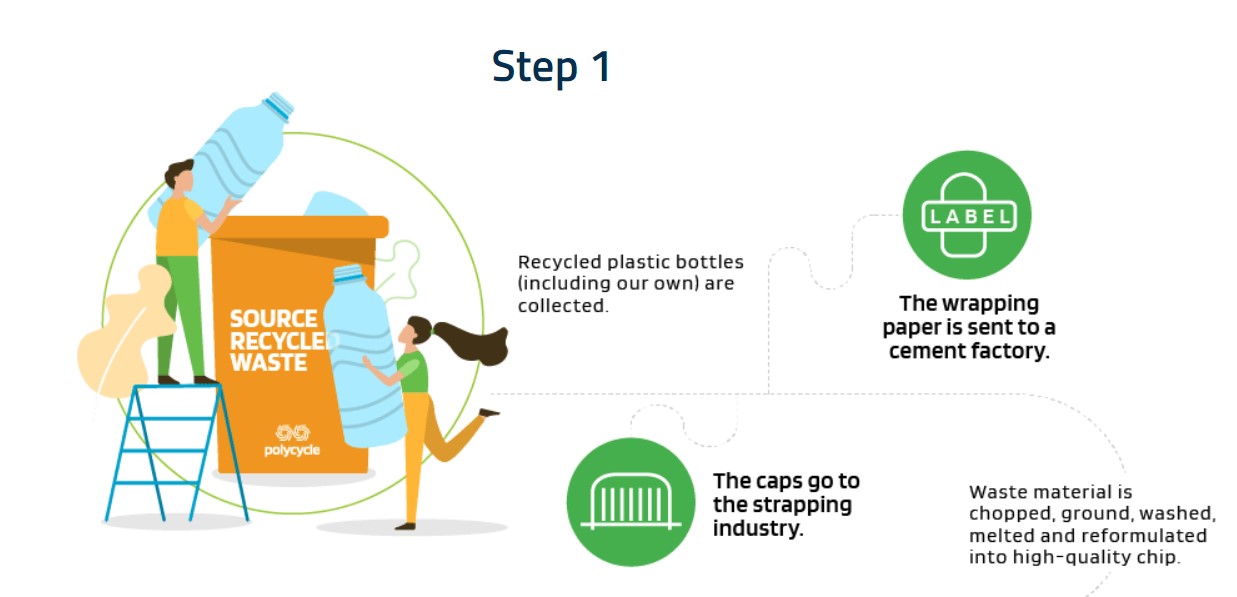 Step 1
SOURCE
RECYCLED
WASTE
polycycle
Recycled plastic bottles
(including our own) are
collected.
LABEL
The wrapping
paper is sent to a
cement factory.
The caps go to
the strapping
industry.
Waste material is
chopped, ground, washed,
melted and reformulated
into high-quality chip.